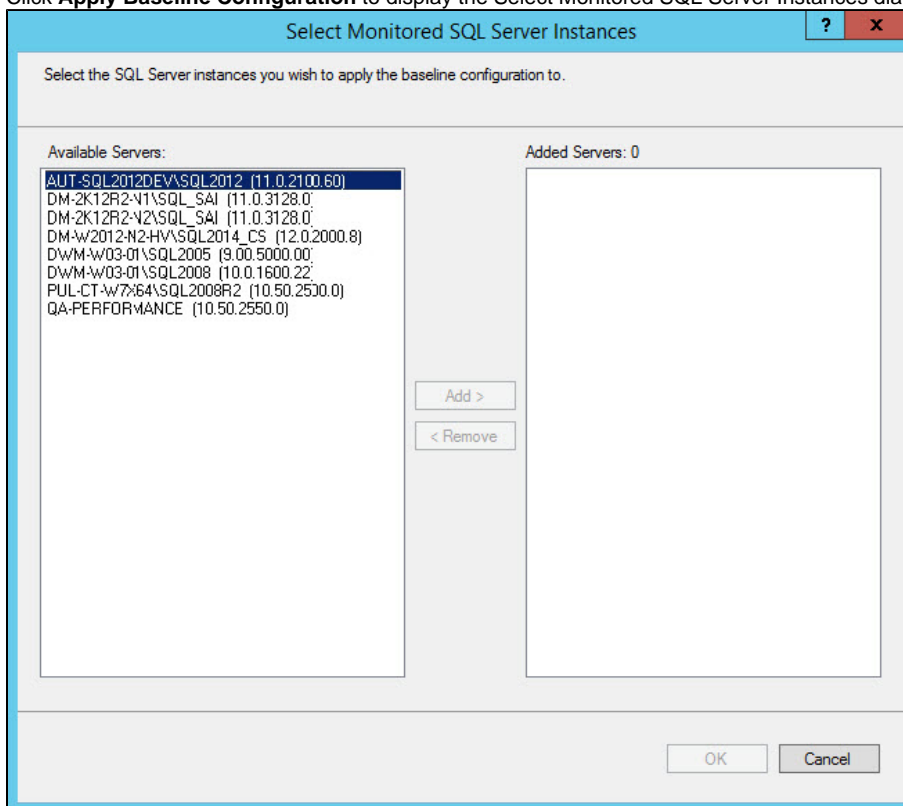 Click Apply Baseline Configuration to display the Select Monitored SQL Server Instances dia
Select Monitored SQL Server Instances
? x
Select the SQL Server instances you wish to apply the baseline configuration to.
Available Servers:
Added Servers: 0
AUT-SQL2012DEV\SQL2012 (11.0.2100.60)
DM-2K12R2-V1\SQL_SAI (11.0.3128.0)
DM-2K12R2-V2\SQL_SAI (11.0.3128.0)
DM-W2012-N2-HV\SQL2014_CS (12.0.2000.8)
DWM-W03-01\SQL2005 (9.00.5000.00)
DWM-W03-01\SQL2008 (10.0.1600.22)
PUL-CT-W7X64\SQL2008R2 (10.50.2500.0)
QA-PERFORMANCE (10.50.2550.0)
Add >
< Remove
OK
Cancel